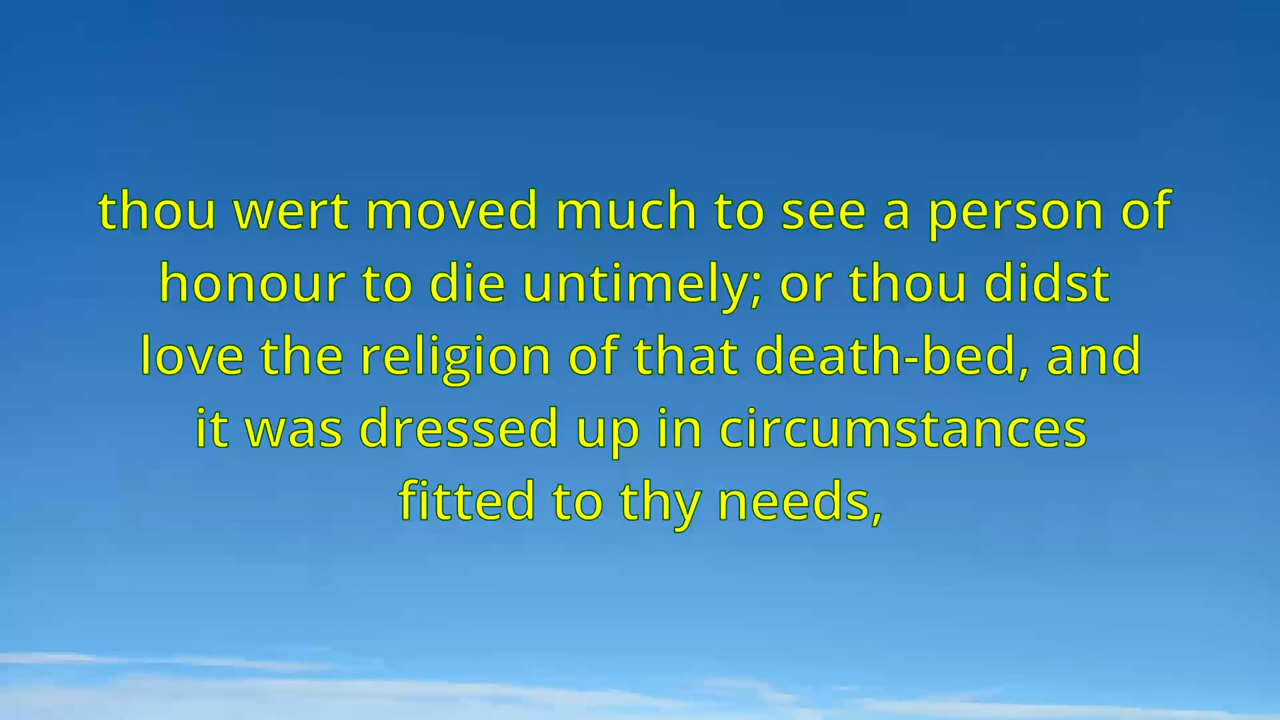 thou wert moved much to see a person of
honour to die untimely; or thou didst
love the religion of that death-bed, and
it was dressed up in circumstances
fitted to thy needs,